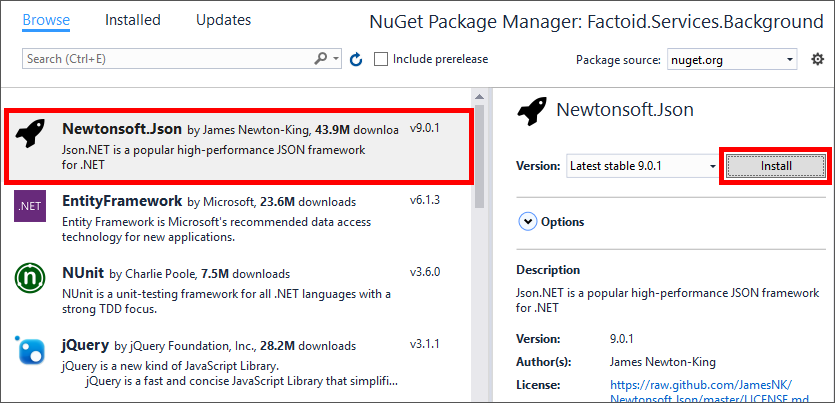 Browse Installed Updates NuGet Package Manager: Factoid.Services.Background
Search (Ctrl+E) Include prerelease Package source: nuget.org
Newtonsoft.Json by James Newton-King, 43.9M downloa v9.0.1
Json.NET is a popular high-performance JSON framework
for .NET
.NET
EntityFramework by Microsoft, 23.6M downloads v6.1.3
Entity Framework is Microsoft's recommended data access
technology for new applications.
n
NUnit by Charlie Poole, 7.5M downloads v3.6.0
NUnit is a unit-testing framework for all .NET languages with a
strong TDD focus.
jQuery by jQuery Foundation, Inc., 28.2M downloads v3.1.1
jQuery is a new kind of JavaScript Library.
jQuery is a fast and concise JavaScript Library that simplifi...
Newtonsoft.Json
Version: Latest stable 9.0.1 Install
Options
Description
Json.NET is a popular high-performance JSON framework
for .NET
Version: 9.0.1
Author(s): James Newton-King
License: https://raw.github.com/JamesNK/
Newtonsoft.Json/master/LICENSE.md